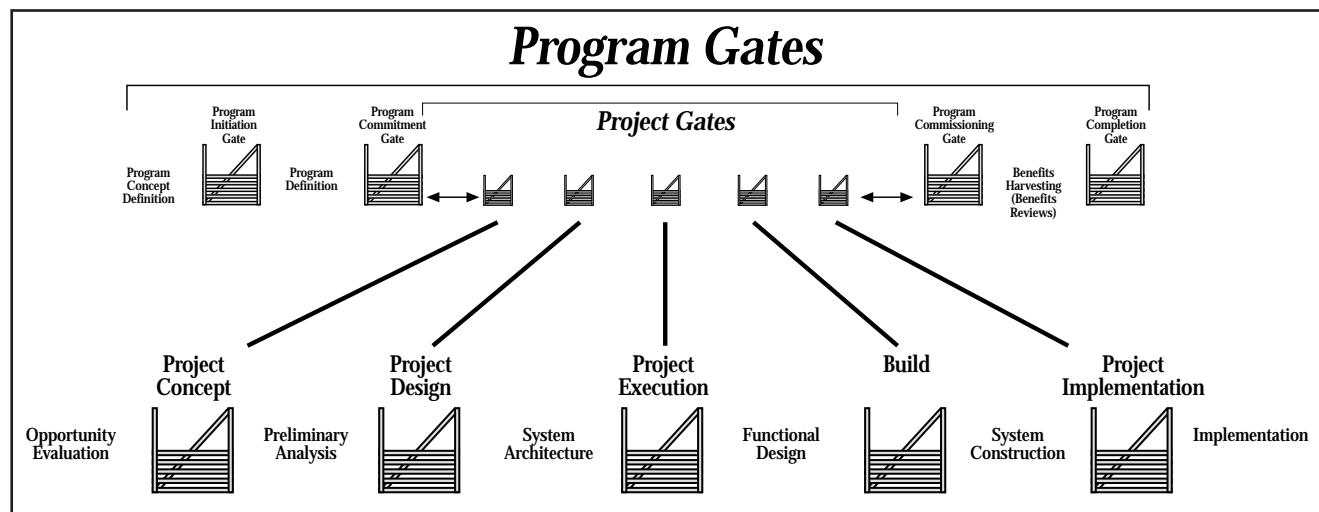 Program Gates
Program
Initiation
Gate
Program
Commitment
Gate
Project Gates
Program
Commissioning
Gate
Program
Completion
Gate
Program
Concept
Definition
Program
Definition
Benefits
Harvesting
(Benefits
Reviews)
Project
Concept
Project
Design
Project
Execution
Build
Project
Implementation
Opportunity
Evaluation
Preliminary
Analysis
System
Architecture
Functional
Design
System
Construction
Implementation